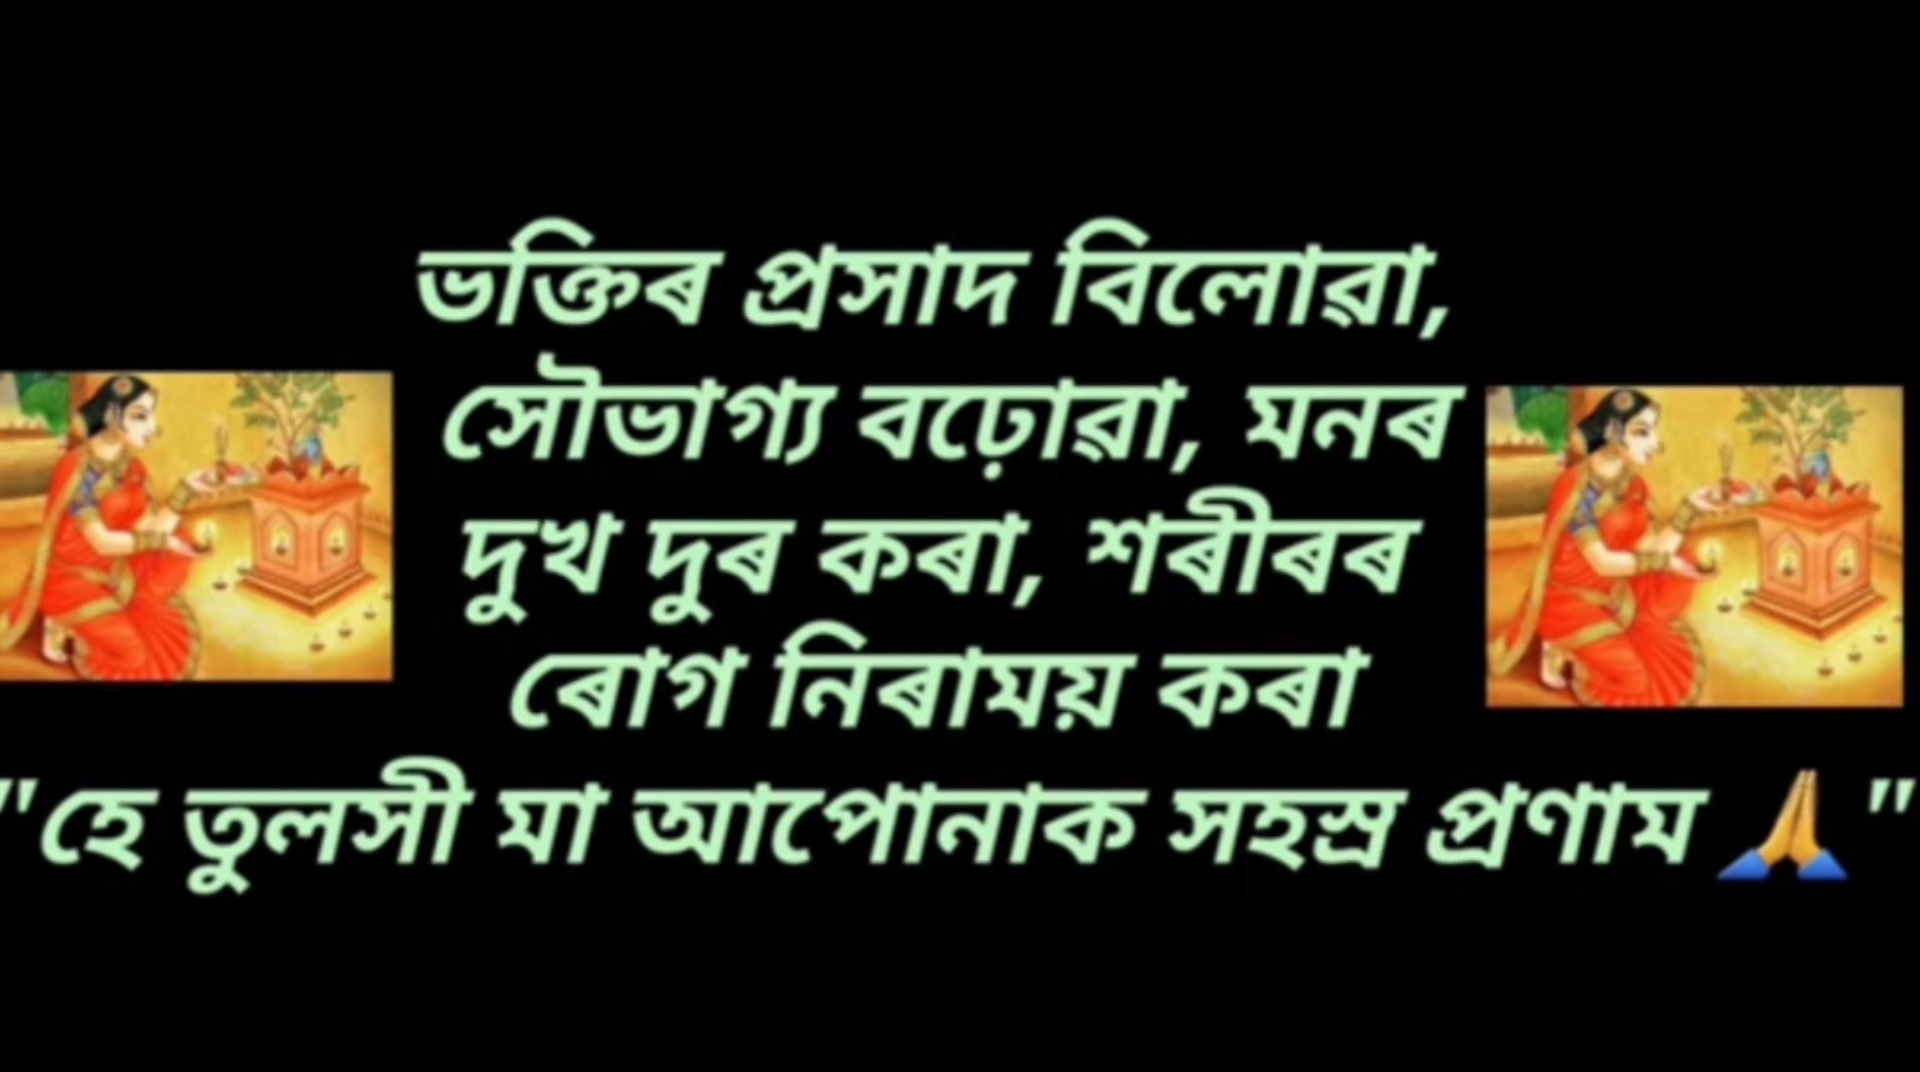 ভক্তিৰ প্ৰসাদ বিলোৱা,
সৌভাগ্য বঢ়োৱা, মনৰ
দুখ দুৰ কৰা, শৰীৰৰ
ৰোগ নিৰাময় কৰা
"হে তুলসী মা আপোনাক সহস্ৰ প্ৰণাম 🙏"